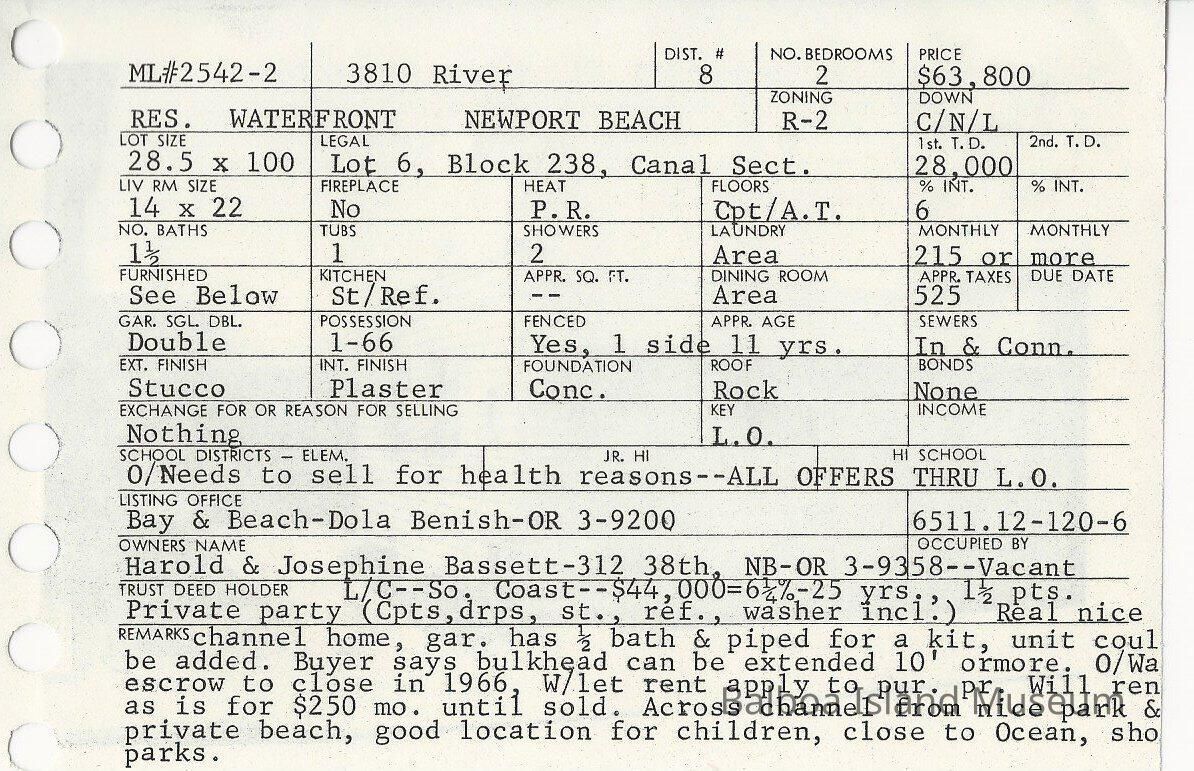 DIST. # NO. BEDROOMS PRICE
ML#2542-2 3810 River 8 2 $63,800
ZONING DOWN
RES. WATERFRONT NEWPORT BEACH R-2 C/N/L
LOT SIZE LEGAL 1st. T. D. 2nd. T. D.
28.5 x 100 Lot 6, Block 238, Canal Sect. 28,000
LIV RM SIZE FIREPLACE HEAT FLOORS % INT. % INT.
14 x 22 No P.R. Cpt/A.T. 6
NO. BATHS TUBS SHOWERS LAUNDRY MONTHLY MONTHLY
1½ 1 2 Area 215 or more
FURNISHED KITCHEN APPR. SQ. FT. DINING ROOM APPR. TAXES DUE DATE
See Below St/Ref. -- Area 525
GAR. SGL. DBL. POSSESSION FENCED APPR. AGE SEWERS
Double 1-66 Yes, 1 side 11 yrs. In & Conn.
EXT. FINISH INT. FINISH FOUNDATION ROOF BONDS
Stucco Plaster Conc. Rock None
EXCHANGE FOR OR REASON FOR SELLING KEY INCOME
Nothing L.O.
SCHOOL DISTRICTS – ELEM. JR. HI HI SCHOOL
O/Needs to sell for health reasons--ALL OFFERS THRU L.O.
LISTING OFFICE
Bay & Beach-Dola Benish-OR 3-9200 6511.12-120-6
OWNERS NAME OCCUPIED BY
Harold & Josephine Bassett-312 38th, NB-OR 3-9358--Vacant
TRUST DEED HOLDER L/C--So. Coast--$44,000=6¼%-25 yrs., 1½ pts.
Private party (Cpts,drps, st., ref., washer incl.) Real nice
REMARKS channel home, gar. has ½ bath & piped for a kit, unit coul
be added. Buyer says bulkhead can be extended 10' ormore. O/Wa
escrow to close in 1966, W/let rent apply to pur. pr. Will ren
as is for $250 mo. until sold. Across channel from nice park &
Balboa Island Museum
private beach, good location for children, close to Ocean, sho
parks.